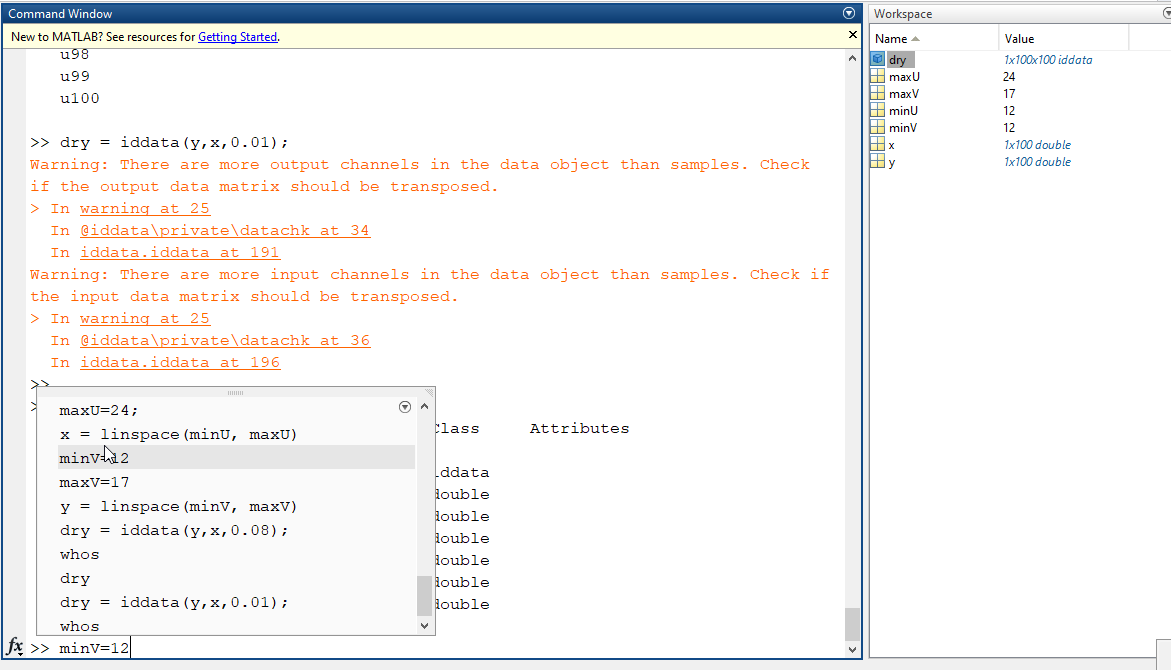 Command Window
New to MATLAB? See resources for Getting Started.
u98
u99
u100
>> dry = iddata(y,x,0.01);
Warning: There are more output channels in the data object than samples. Check
if the output data matrix should be transposed.
> In warning at 25
In @iddata\private\datachk at 34
In iddata.iddata at 191
Warning: There are more input channels in the data object than samples. Check if
the input data matrix should be transposed.
> In warning at 25
In @iddata\private\datachk at 36
In iddata.iddata at 196
>>
>
Class Attributes
iddata
double
double
double
double
double
double
maxU=24;
x = linspace(minU, maxU)
minV=12
maxV=17
y = linspace(minV, maxV)
dry = iddata(y,x,0.08);
whos
dry
dry = iddata(y,x,0.01);
whos
fx >> minV=12
Workspace
Name Value
dry 1x100x100 iddata
maxU 24
maxV 17
minU 12
minV 12
x 1x100 double
y 1x100 double